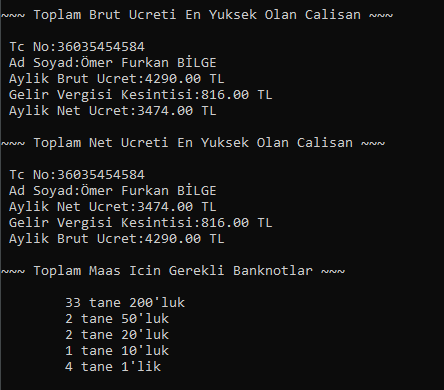 ~~~ Toplam Brut Ucreti En Yuksek Olan Calisan ~~~
Tc No:36035454584
Ad Soyad:Ömer Furkan BİLGE
Aylik Brut Ucret:4290.00 TL
Gelir Vergisi Kesintisi:816.00 TL
Aylik Net Ucret:3474.00 TL
~~~ Toplam Net Ucreti En Yuksek Olan Calisan ~~~
Tc No:36035454584
Ad Soyad:Ömer Furkan BİLGE
Aylik Net Ucret:3474.00 TL
Gelir Vergisi Kesintisi:816.00 TL
Aylik Brut Ucret:4290.00 TL
~~~ Toplam Maas Icin Gerekli Banknotlar ~~~
33 tane 200'luk
2 tane 50'luk
2 tane 20'luk
1 tane 10'luk
4 tane 1'lik